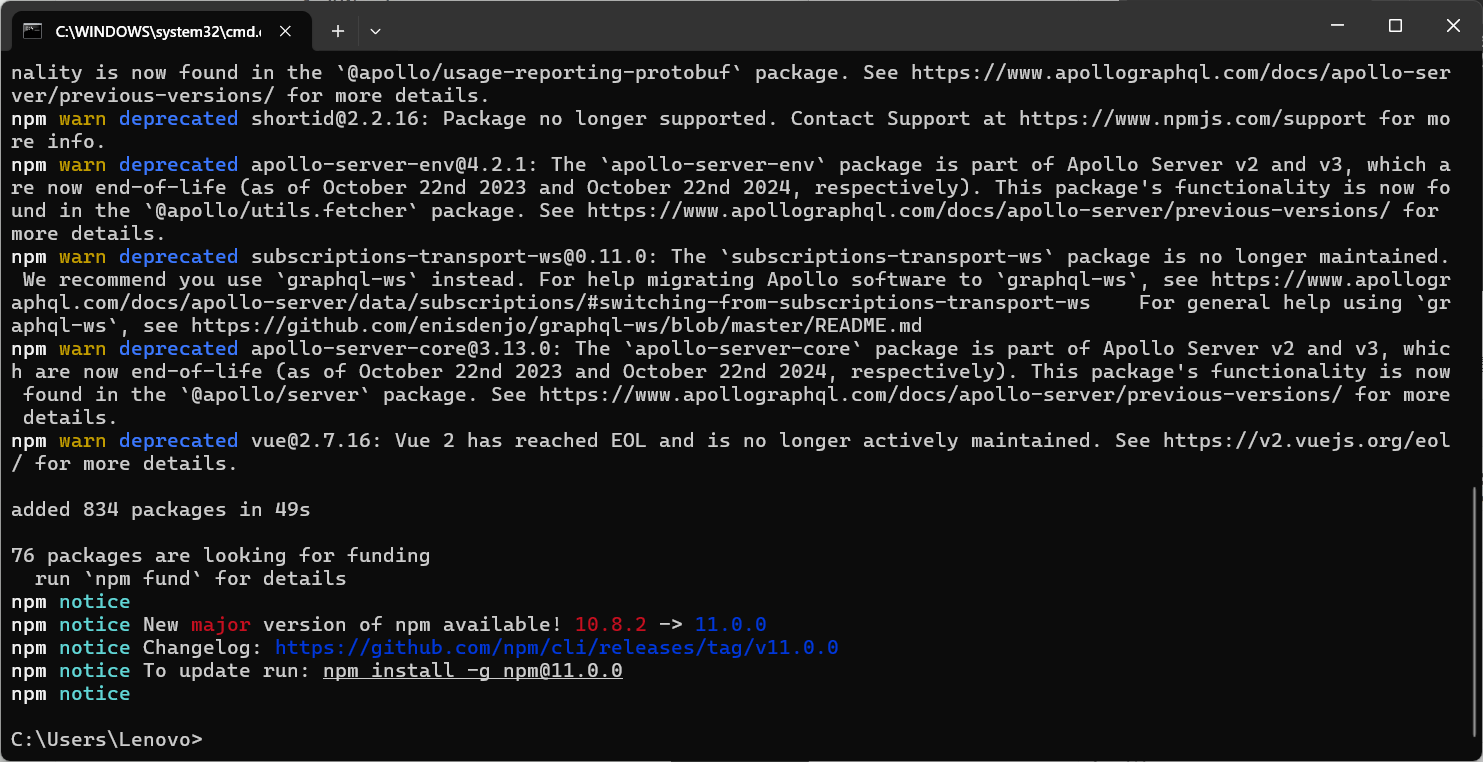 C:\WINDOWS\system32\cmd.
nality is now found in the `@apollo/usage-reporting-protobuf` package. See https://www.apollographql.com/docs/apollo-ser
ver/previous-versions/ for more details.
npm warn deprecated shortid@2.2.16: Package no longer supported. Contact Support at https://www.npmjs.com/support for mo
re info.
npm warn deprecated apollo-server-env@4.2.1: The `apollo-server-env` package is part of Apollo Server v2 and v3, which a
re now end-of-life (as of October 22nd 2023 and October 22nd 2024, respectively). This package's functionality is now fo
und in the `@apollo/utils.fetcher` package. See https://www.apollographql.com/docs/apollo-server/previous-versions/ for
more details.
npm warn deprecated subscriptions-transport-ws@0.11.0: The `subscriptions-transport-ws` package is no longer maintained.
 We recommend you use `graphql-ws` instead. For help migrating Apollo software to `graphql-ws`, see https://www.apollogr
aphql.com/docs/apollo-server/data/subscriptions/#switching-from-subscriptions-transport-ws    For general help using `gr
aphql-ws`, see https://github.com/enisdenjo/graphql-ws/blob/master/README.md
npm warn deprecated apollo-server-core@3.13.0: The `apollo-server-core` package is part of Apollo Server v2 and v3, whic
h are now end-of-life (as of October 22nd 2023 and October 22nd 2024, respectively). This package's functionality is now
 found in the `@apollo/server` package. See https://www.apollographql.com/docs/apollo-server/previous-versions/ for more
 details.
npm warn deprecated vue@2.7.16: Vue 2 has reached EOL and is no longer actively maintained. See https://v2.vuejs.org/eol
/ for more details.
added 834 packages in 49s
76 packages are looking for funding
  run `npm fund` for details
npm notice
npm notice New major version of npm available! 10.8.2 -> 11.0.0
npm notice Changelog: https://github.com/npm/cli/releases/tag/v11.0.0
npm notice To update run: npm install -g npm@11.0.0
npm notice
C:\Users\Lenovo>